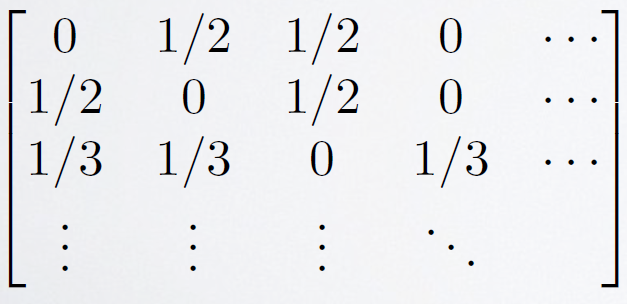 0 1/2 1/2 0 ⋯
1/2 0 1/2 0 ⋯
1/3 1/3 0 1/3 ⋯
⋮ ⋮ ⋮ ⋱